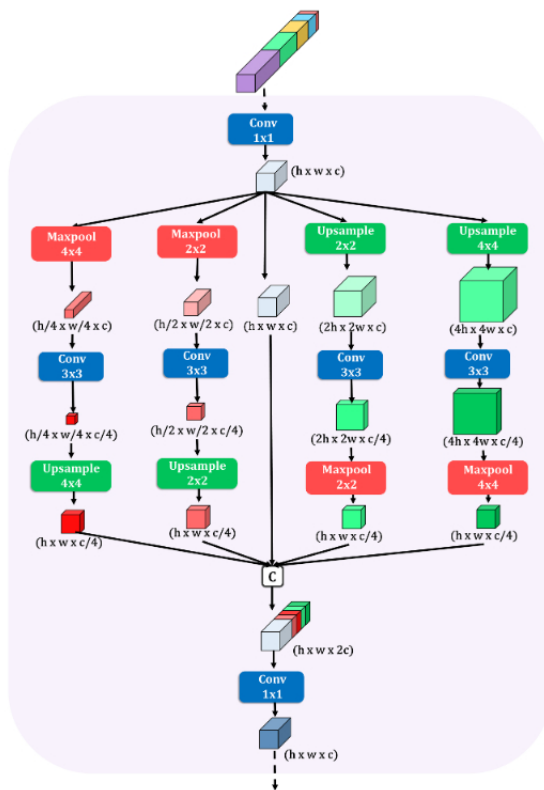 Conv
1x1
(h x w x c)
Maxpool
4x4
Maxpool
2x2
Upsample
2x2
Upsample
4x4
(h/4 x w/4 x c)
(h/2 x w/2 x c)
(h x w x c)
(2h x 2w x c)
(4h x 4w x c)
Conv
3x3
Conv
3x3
Conv
3x3
Conv
3x3
(h/4 x w/4 x c/4)
(h/2 x w/2 x c/4)
(2h x 2w x c/4)
(4h x 4w x c/4)
Upsample
4x4
Upsample
2x2
Maxpool
2x2
Maxpool
4x4
(h x w x c/4)
(h x w x c/4)
(h x w x c/4)
(h x w x c/4)
C
(h x w x 2c)
Conv
1x1
(h x w x c)